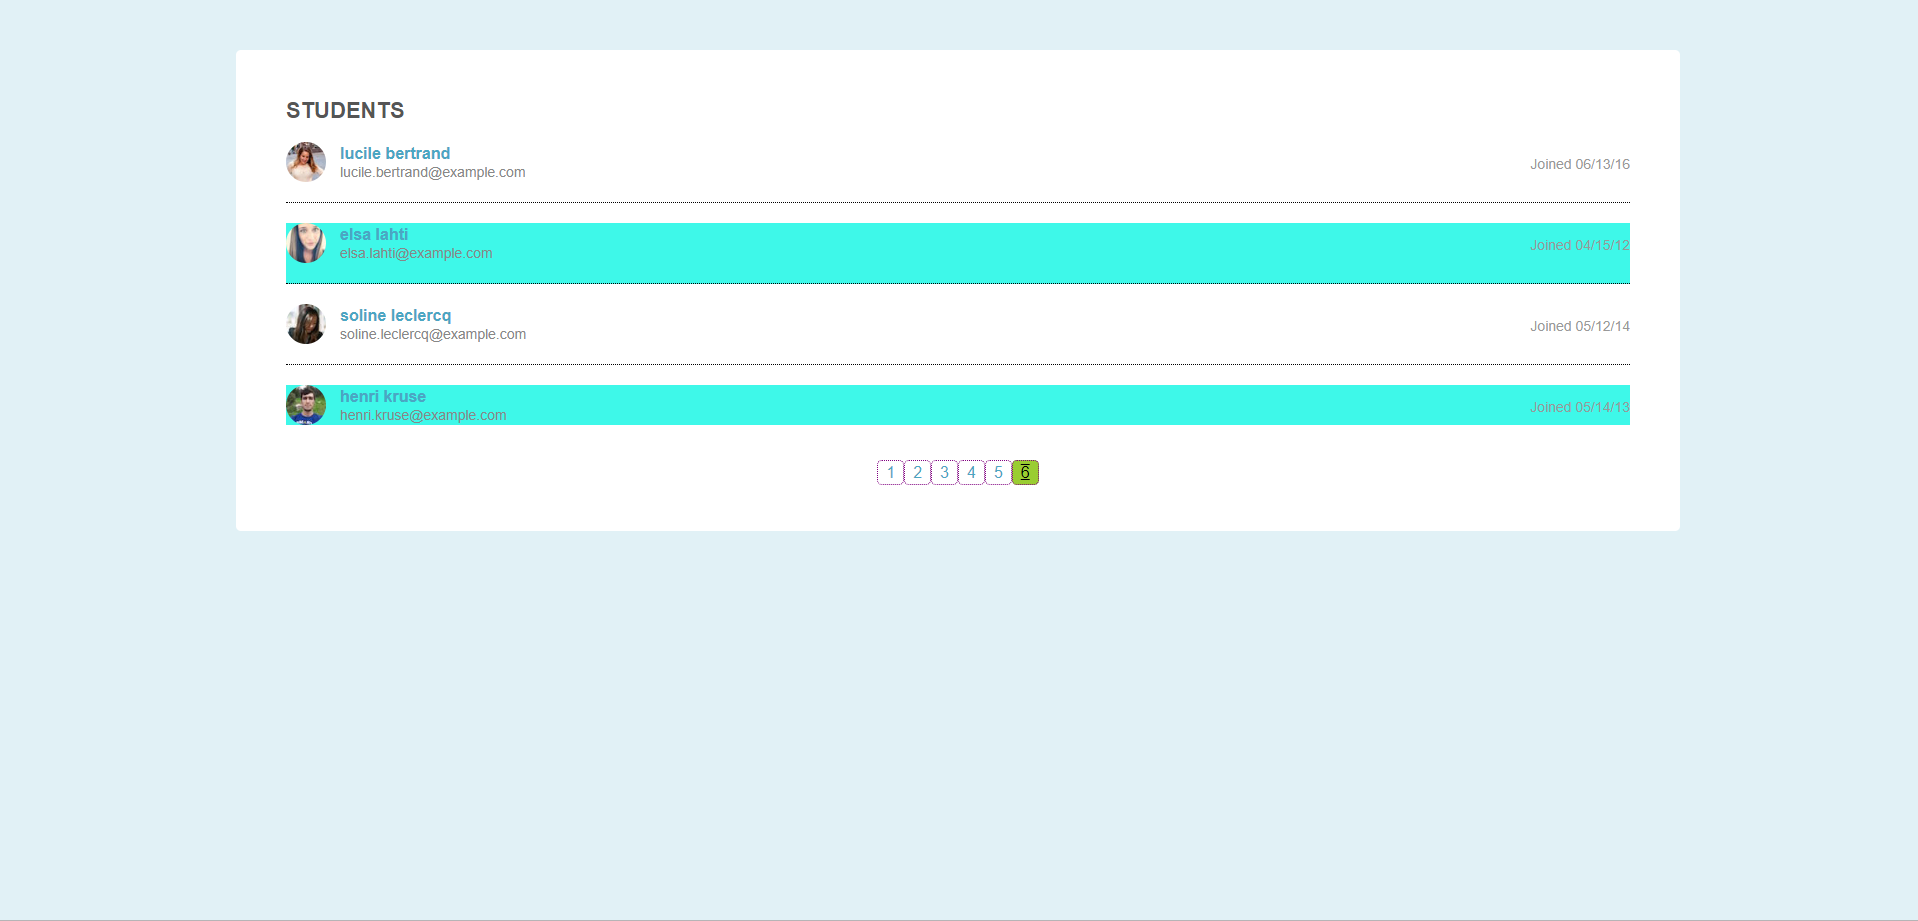 STUDENTS
lucile bertrand
lucile.bertrand@example.com
Joined 06/13/16
elsa lahti
elsa.lahti@example.com
Joined 04/15/12
soline leclercq
soline.leclercq@example.com
Joined 05/12/14
henri kruse
henri.kruse@example.com
Joined 05/14/13
1 2 3 4 5 6